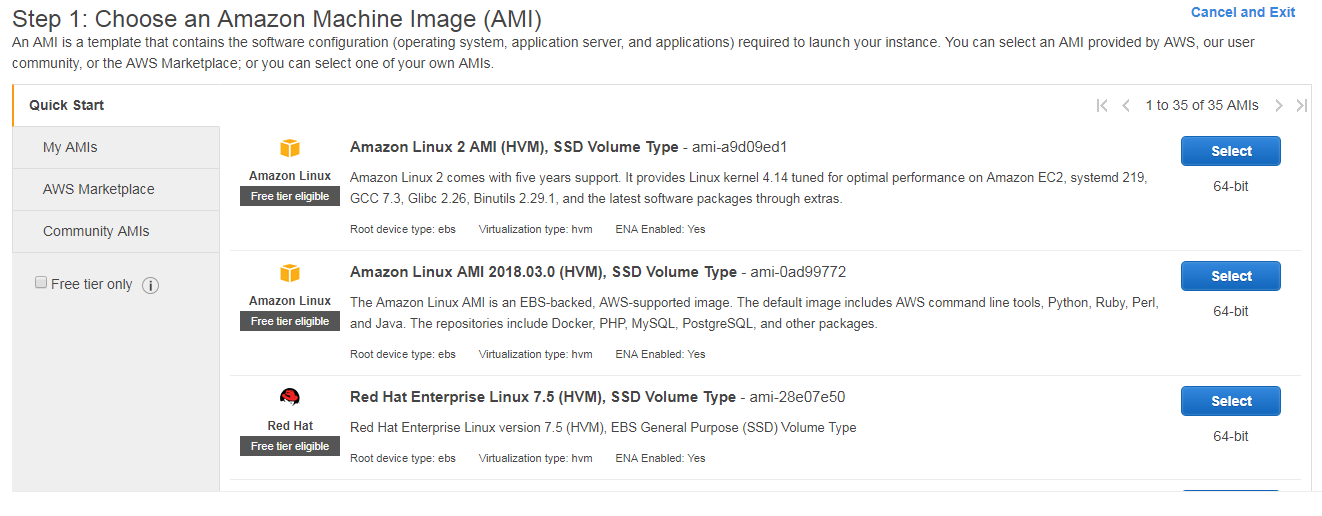 Step 1: Choose an Amazon Machine Image (AMI)
Cancel and Exit
An AMI is a template that contains the software configuration (operating system, application server, and applications) required to launch your instance. You can select an AMI provided by AWS, our user
community, or the AWS Marketplace; or you can select one of your own AMIs.
Quick Start
My AMIs
AWS Marketplace
Community AMIs
Free tier only
1 to 35 of 35 AMIs
Amazon Linux
Free tier eligible
Amazon Linux 2 AMI (HVM), SSD Volume Type - ami-a9d09ed1
Amazon Linux 2 comes with five years support. It provides Linux kernel 4.14 tuned for optimal performance on Amazon EC2, systemd 219,
GCC 7.3, Glibc 2.26, Binutils 2.29.1, and the latest software packages through extras.
Root device type: ebs Virtualization type: hvm ENA Enabled: Yes
Select
64-bit
Amazon Linux
Free tier eligible
Amazon Linux AMI 2018.03.0 (HVM), SSD Volume Type - ami-0ad99772
The Amazon Linux AMI is an EBS-backed, AWS-supported image. The default image includes AWS command line tools, Python, Ruby, Perl,
and Java. The repositories include Docker, PHP, MySQL, PostgreSQL, and other packages.
Root device type: ebs Virtualization type: hvm ENA Enabled: Yes
Select
64-bit
Red Hat
Free tier eligible
Red Hat Enterprise Linux 7.5 (HVM), SSD Volume Type - ami-28e07e50
Red Hat Enterprise Linux version 7.5 (HVM), EBS General Purpose (SSD) Volume Type
Root device type: ebs Virtualization type: hvm ENA Enabled: Yes
Select
64-bit